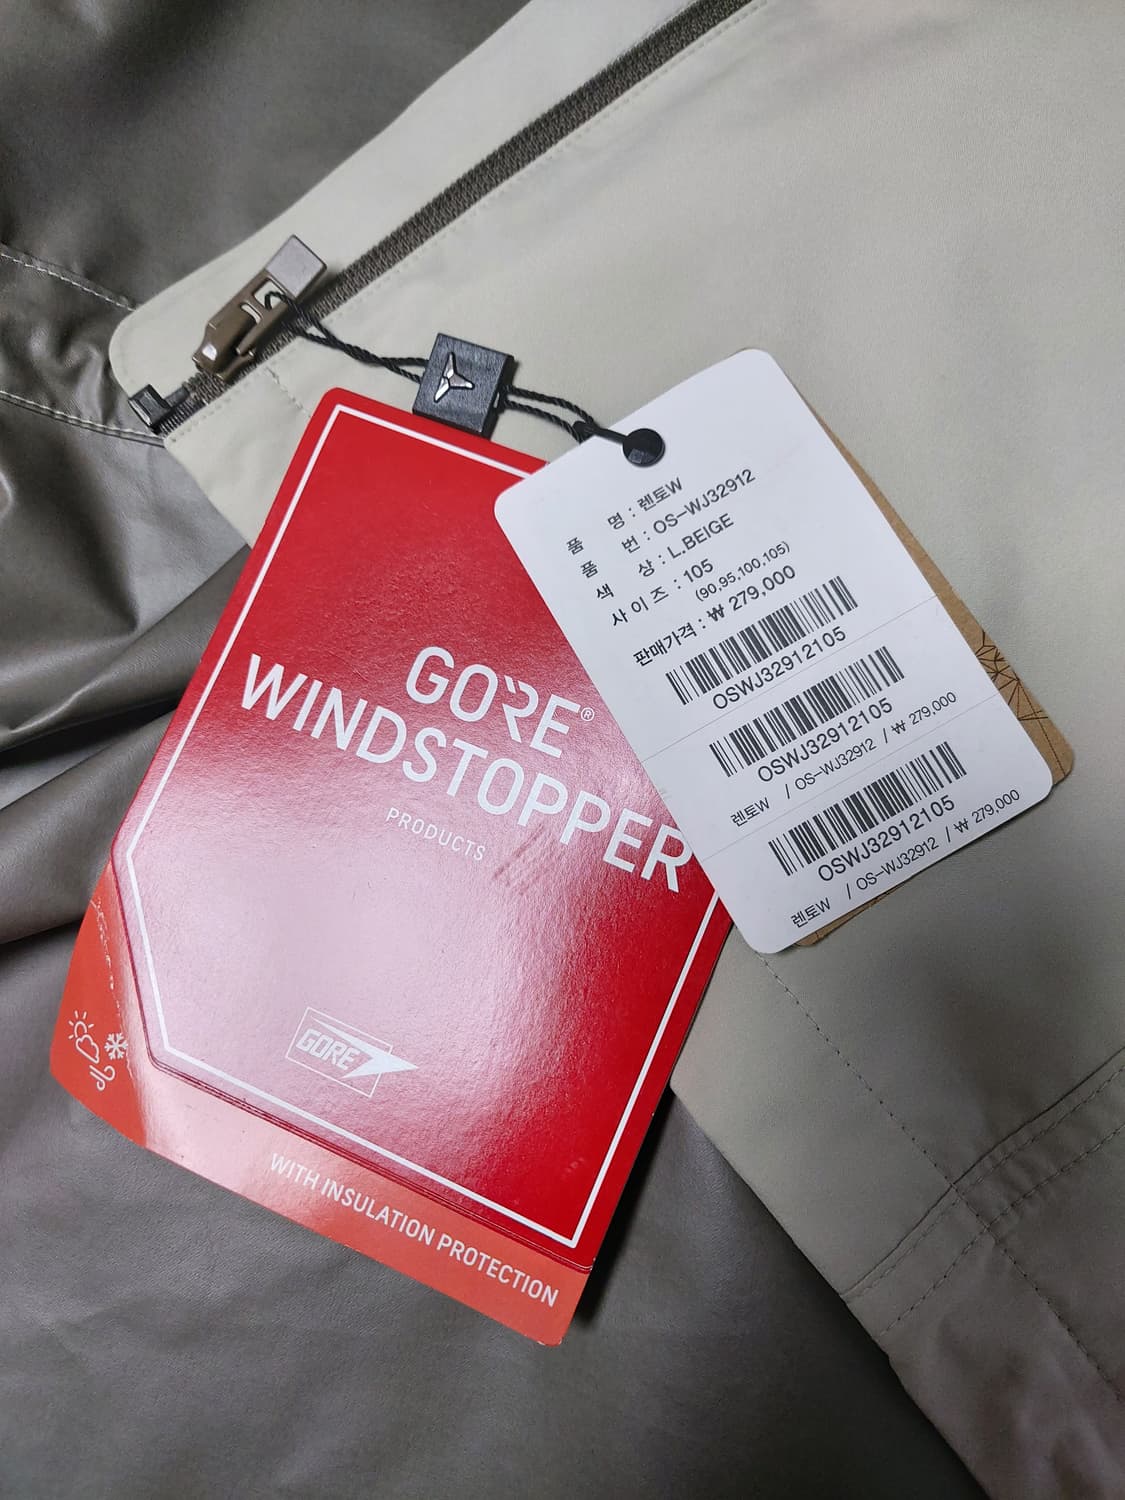 GORE®
WINDSTOPPER
PRODUCTS
GORE
WITH INSULATION PROTECTION
품 명 : 렌토W
품 번 : OS-WJ32912
색 상 : L.BEIGE
사 이 즈 : 105
(90,95,100,105)
판매가격 : ₩ 279,000
OSWJ32912105
OSWJ32912105
렌토W / OS-WJ32912 / ₩ 279,000
OSWJ32912105
렌토W / OS-WJ32912 / ₩ 279,000